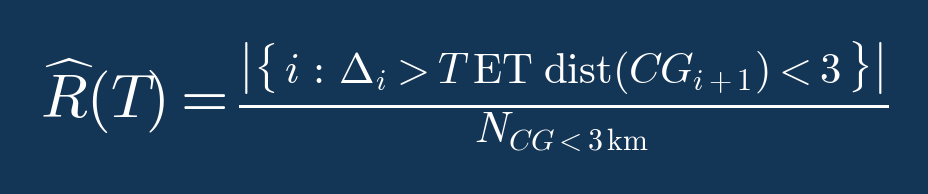 R̂(T) = |{ i : Δ_i > T ET dist(CG_{i+1}) < 3 }| / N_{CG < 3 km}